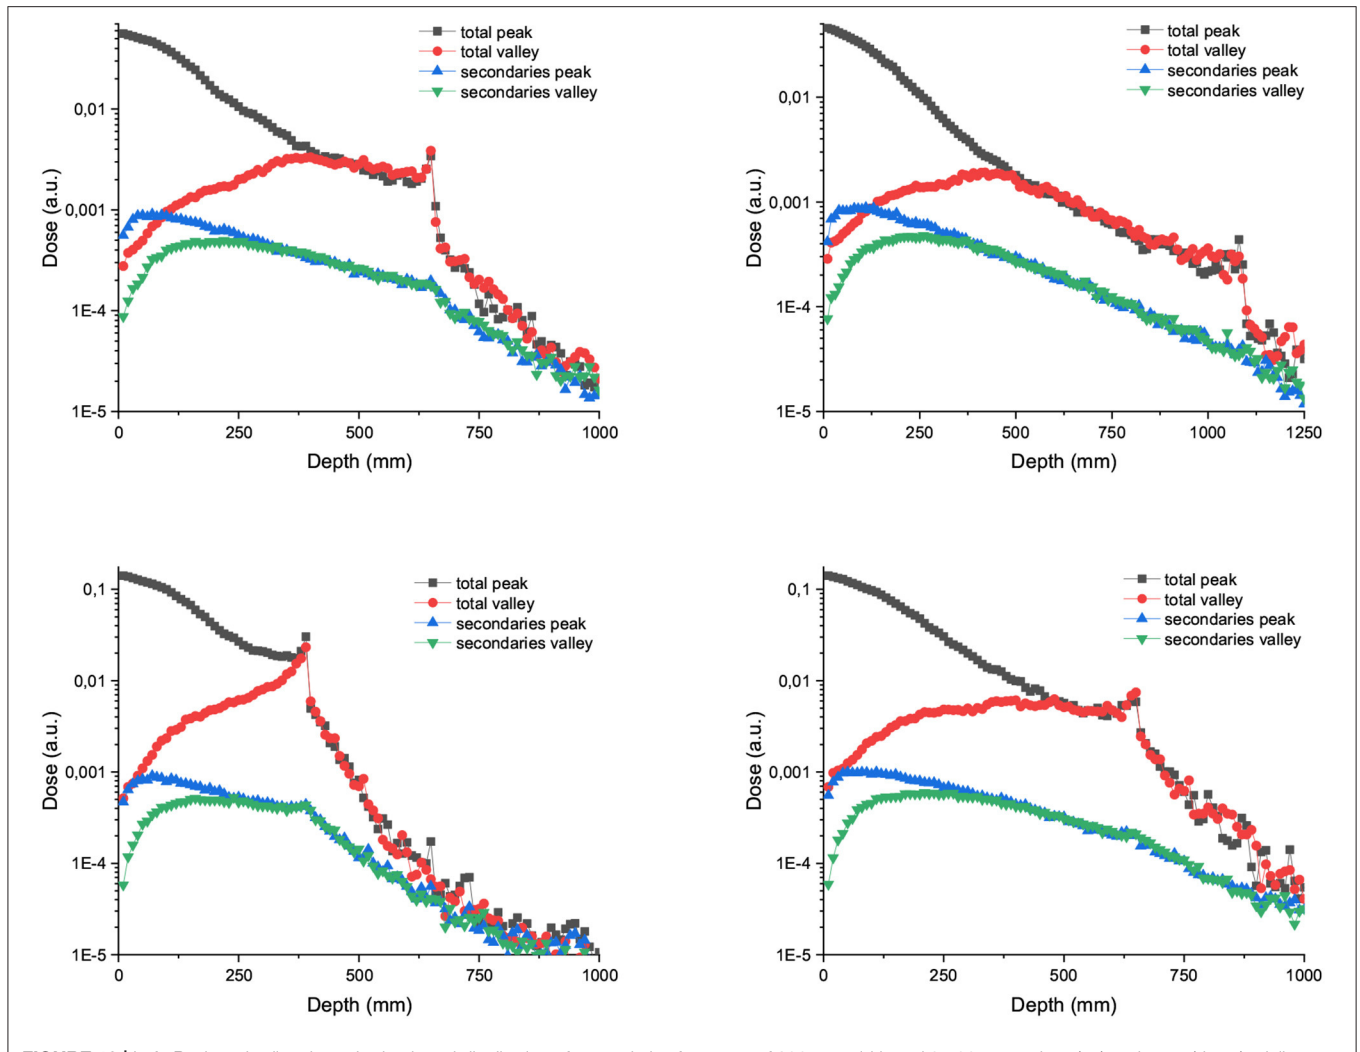 total peak
total valley
secondaries peak
secondaries valley
0,01
0,001
1E-4
1E-5
Dose (a.u.)
0 250 500 750 1000
Depth (mm)
total peak
total valley
secondaries peak
secondaries valley
0,01
0,001
1E-4
1E-5
Dose (a.u.)
0 250 500 750 1000 1250
Depth (mm)
total peak
total valley
secondaries peak
secondaries valley
0,1
0,01
0,001
1E-4
1E-5
Dose (a.u.)
0 250 500 750 1000
Depth (mm)
total peak
total valley
secondaries peak
secondaries valley
0,1
0,01
0,001
1E-4
1E-5
Dose (a.u.)
0 250 500 750 1000
Depth (mm)